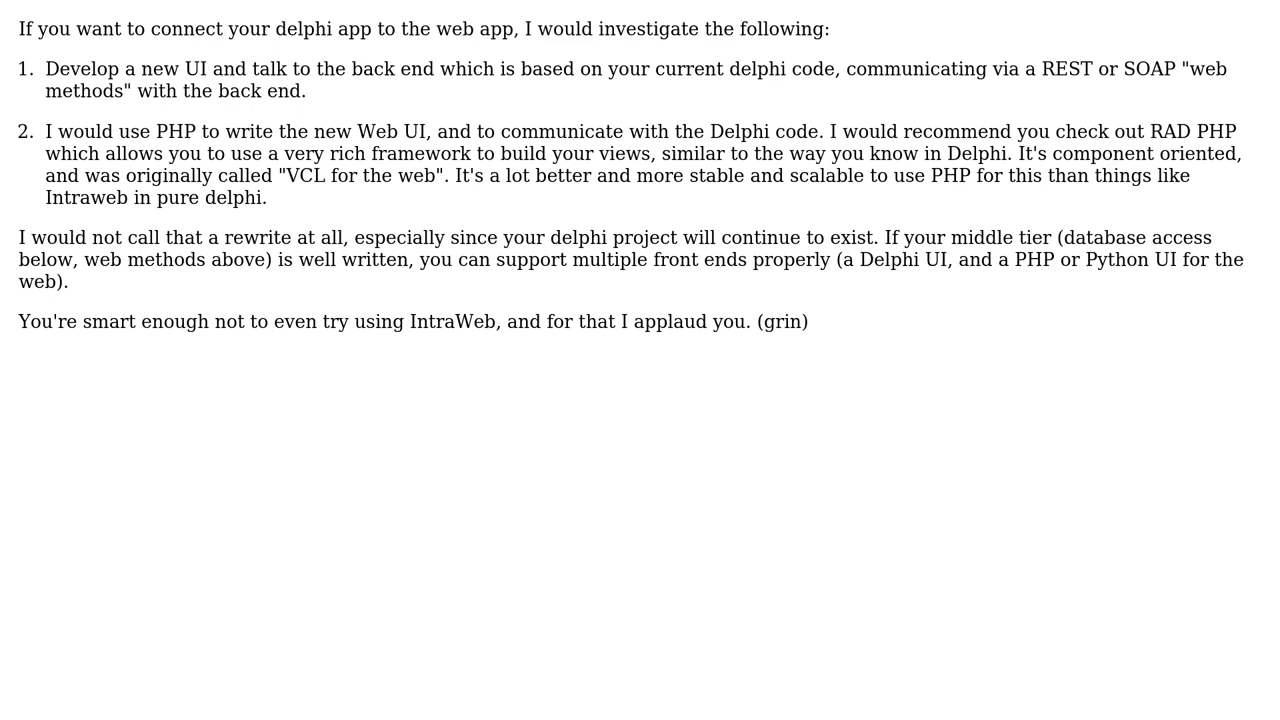 If you want to connect your delphi app to the web app, I would investigate the following:
1. Develop a new UI and talk to the back end which is based on your current delphi code, communicating via a REST or SOAP "web
methods" with the back end.
2. I would use PHP to write the new Web UI, and to communicate with the Delphi code. I would recommend you check out RAD PHP
which allows you to use a very rich framework to build your views, similar to the way you know in Delphi. It's component oriented,
and was originally called "VCL for the web". It's a lot better and more stable and scalable to use PHP for this than things like
Intraweb in pure delphi.
I would not call that a rewrite at all, especially since your delphi project will continue to exist. If your middle tier (database access
below, web methods above) is well written, you can support multiple front ends properly (a Delphi UI, and a PHP or Python UI for the
web).
You're smart enough not to even try using IntraWeb, and for that I applaud you. (grin)